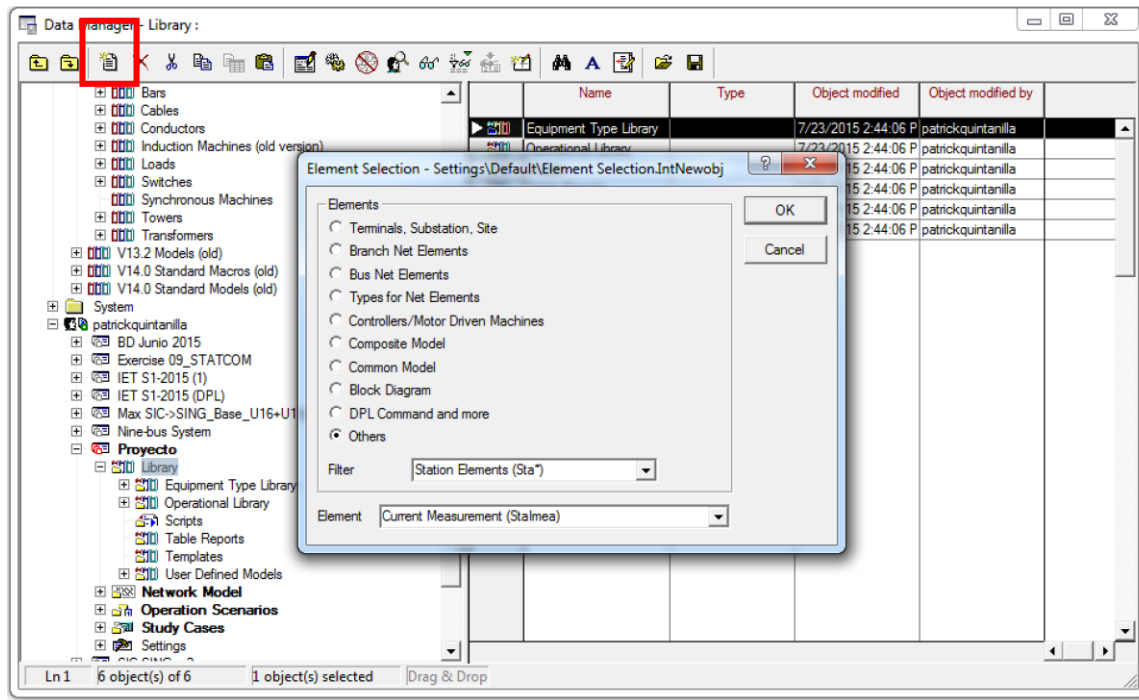 Data Manager - Library :
Name Type Object modified Object modified by
Bars
Cables
Conductors
Induction Machines (old version)
Loads
Switches
Synchronous Machines
Towers
Transformers
V13.2 Models (old)
V14.0 Standard Macros (old)
V14.0 Standard Models (old)
System
patrickquintanilla
BD Junio 2015
Exercise 09_STATCOM
IET S1-2015 (1)
IET S1-2015 (DPL)
Max SIC->SING_Base_U16+U1
Nine-bus System
Proyecto
Library
Equipment Type Library
Operational Library
Scripts
Table Reports
Templates
User Defined Models
Network Model
Operation Scenarios
Study Cases
Settings
Equipment Type Library 7/23/2015 2:44:06 P patrickquintanilla
Operational Library 7/23/2015 2:44:06 P patrickquintanilla
15 2:44:06 P patrickquintanilla
15 2:44:06 P patrickquintanilla
15 2:44:06 P patrickquintanilla
15 2:44:06 P patrickquintanilla
Element Selection - Settings\Default\Element Selection.IntNewobj
Elements
Terminals, Substation, Site
Branch Net Elements
Bus Net Elements
Types for Net Elements
Controllers/Motor Driven Machines
Composite Model
Common Model
Block Diagram
DPL Command and more
Others
Filter Station Elements (Sta*)
Element Current Measurement (StaImea)
OK
Cancel
Ln 1 6 object(s) of 6 1 object(s) selected Drag & Drop